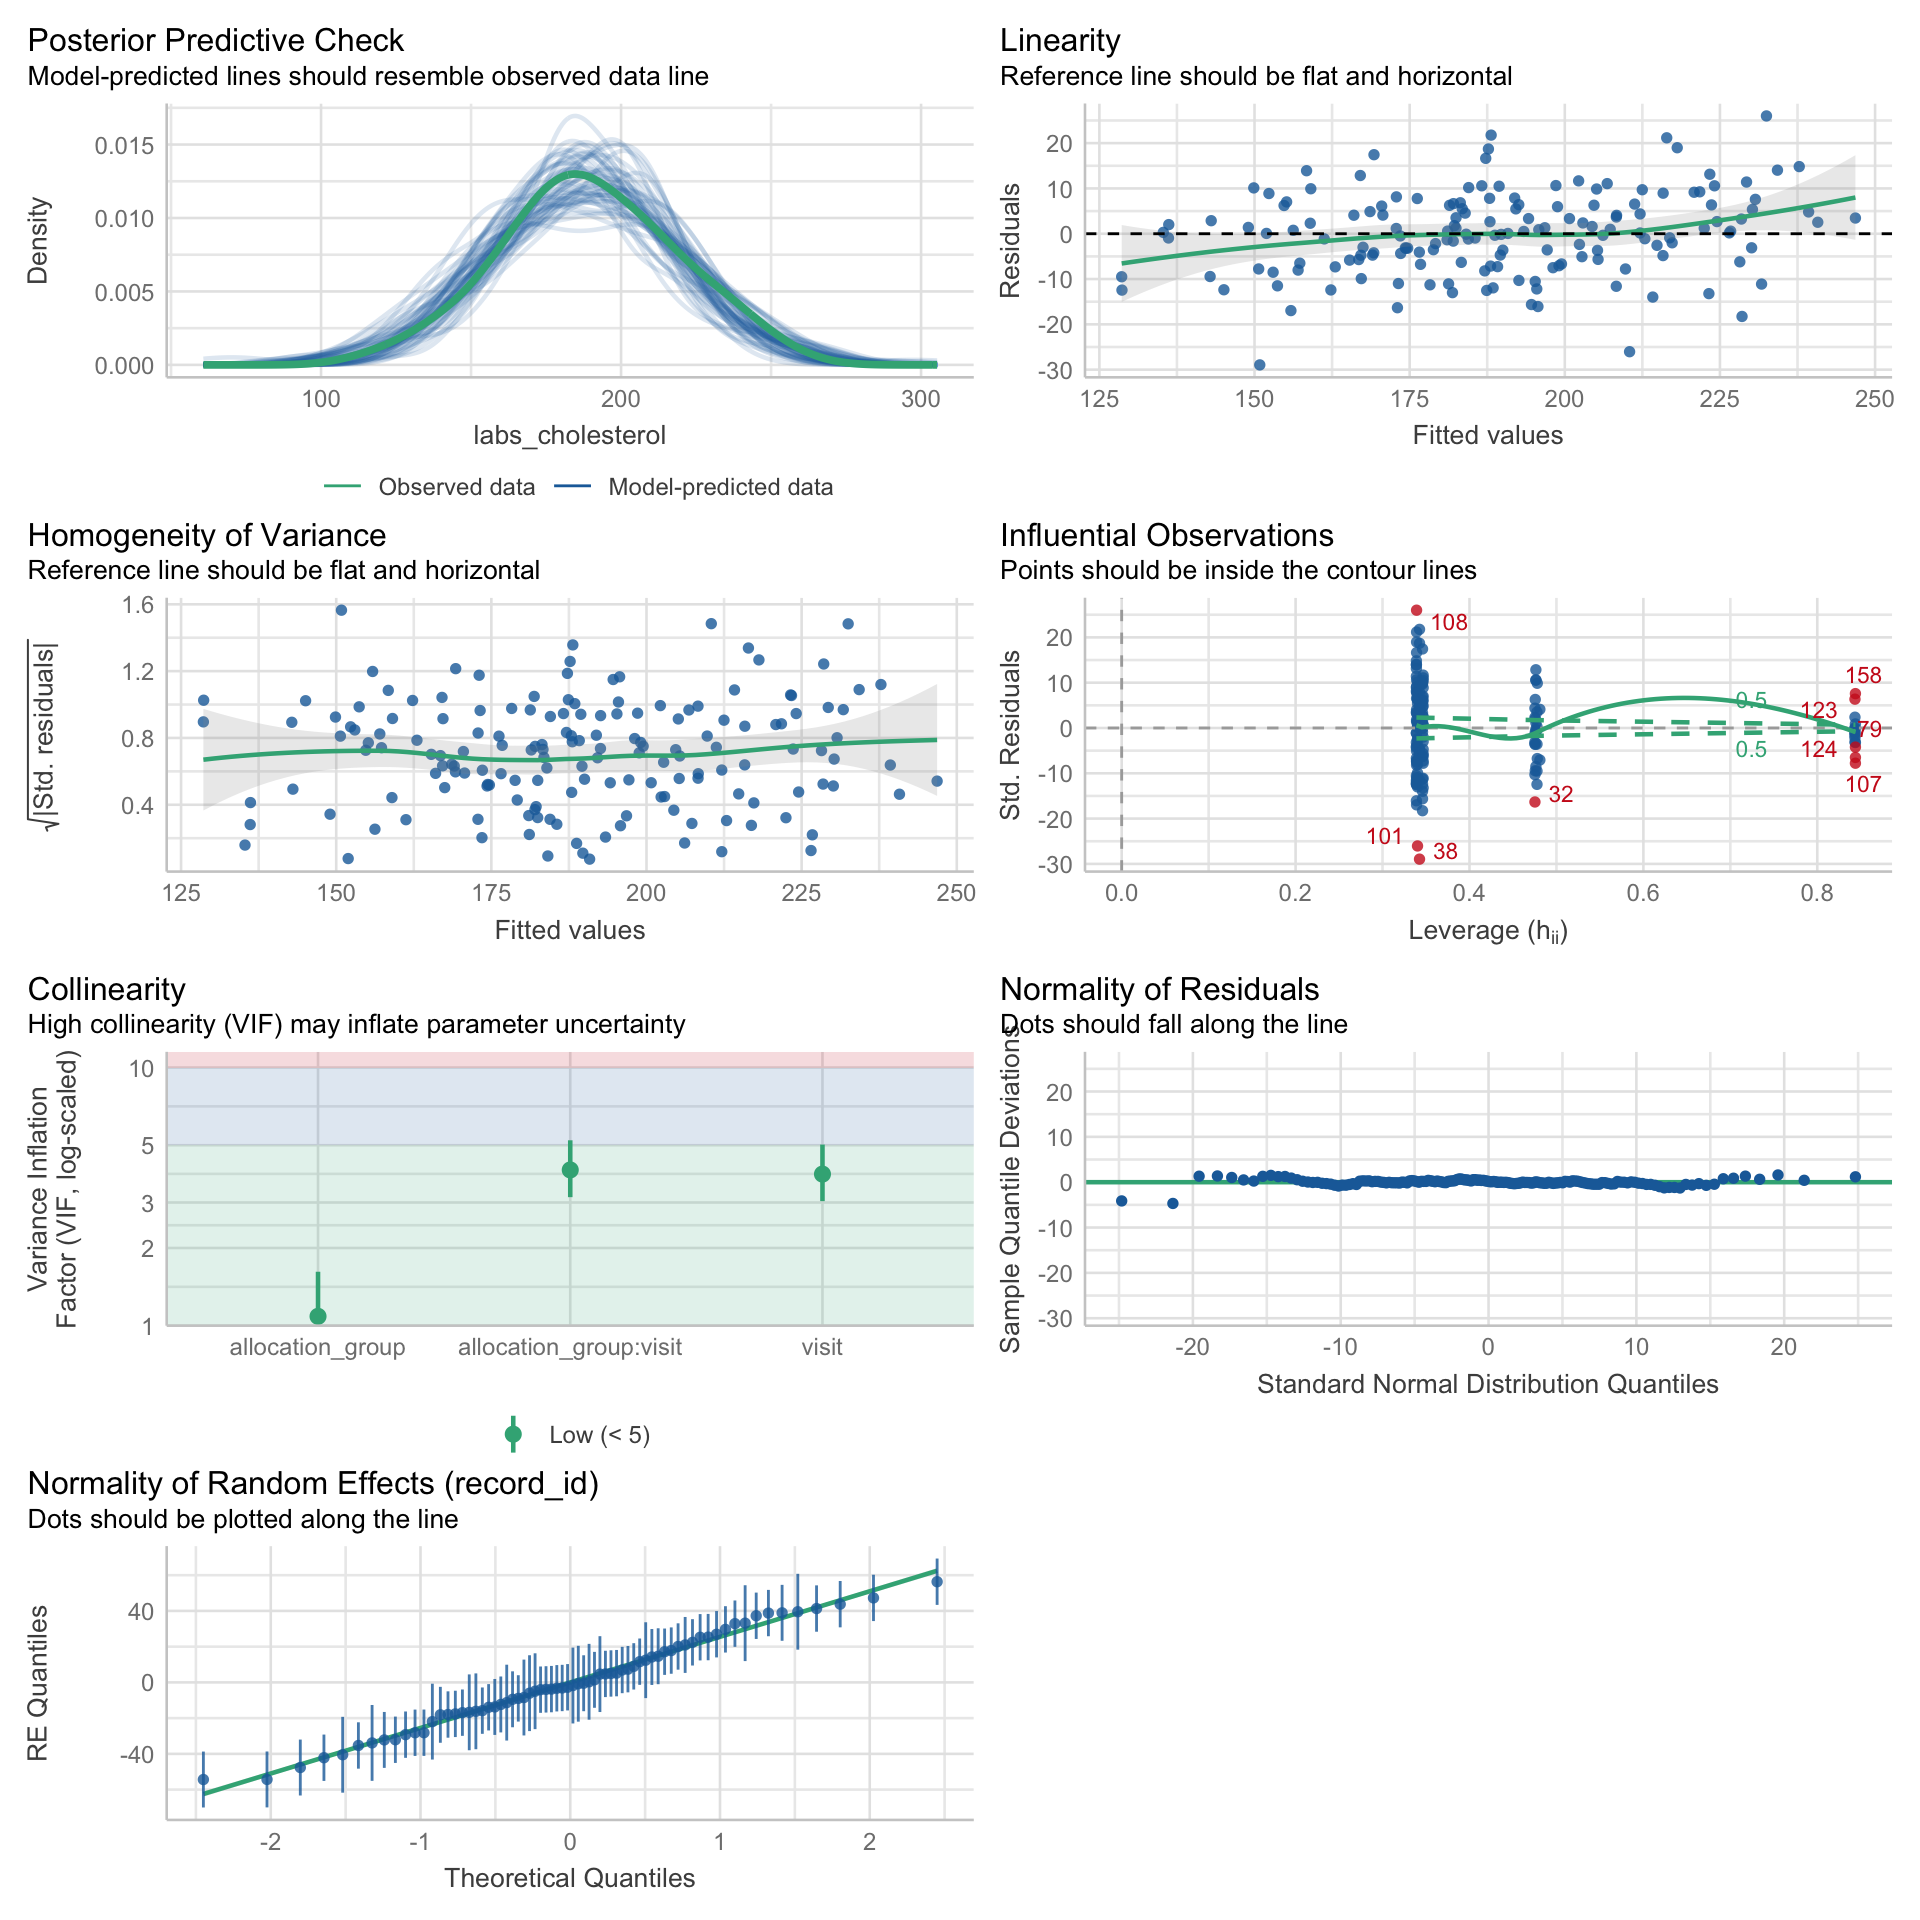 Posterior Predictive Check
Model-predicted lines should resemble observed data line
Density
0.015
0.010
0.005
0.000
100
200
300
labs_cholesterol
Observed data
Model-predicted data
Linearity
Reference line should be flat and horizontal
Residuals
20
10
0
-10
-20
-30
125
150
175
200
225
250
Fitted values
Homogeneity of Variance
Reference line should be flat and horizontal
√|Std. residuals|
1.6
1.2
0.8
0.4
125
150
175
200
225
250
Fitted values
Influential Observations
Points should be inside the contour lines
Std. Residuals
20
10
0
-10
-20
-30
108
158
0.5
123
79
0.5
124
107
32
101
38
0.0
0.2
0.4
0.6
0.8
Leverage (hii)
Collinearity
High collinearity (VIF) may inflate parameter uncertainty
Variance Inflation
Factor (VIF, log-scaled)
10
5
3
2
1
allocation_group
allocation_group:visit
visit
Low (< 5)
Normality of Residuals
Dots should fall along the line
Sample Quantile Deviations
20
10
0
-10
-20
-30
-20
-10
0
10
20
Standard Normal Distribution Quantiles
Normality of Random Effects (record_id)
Dots should be plotted along the line
RE Quantiles
40
0
-40
-2
-1
0
1
2
Theoretical Quantiles